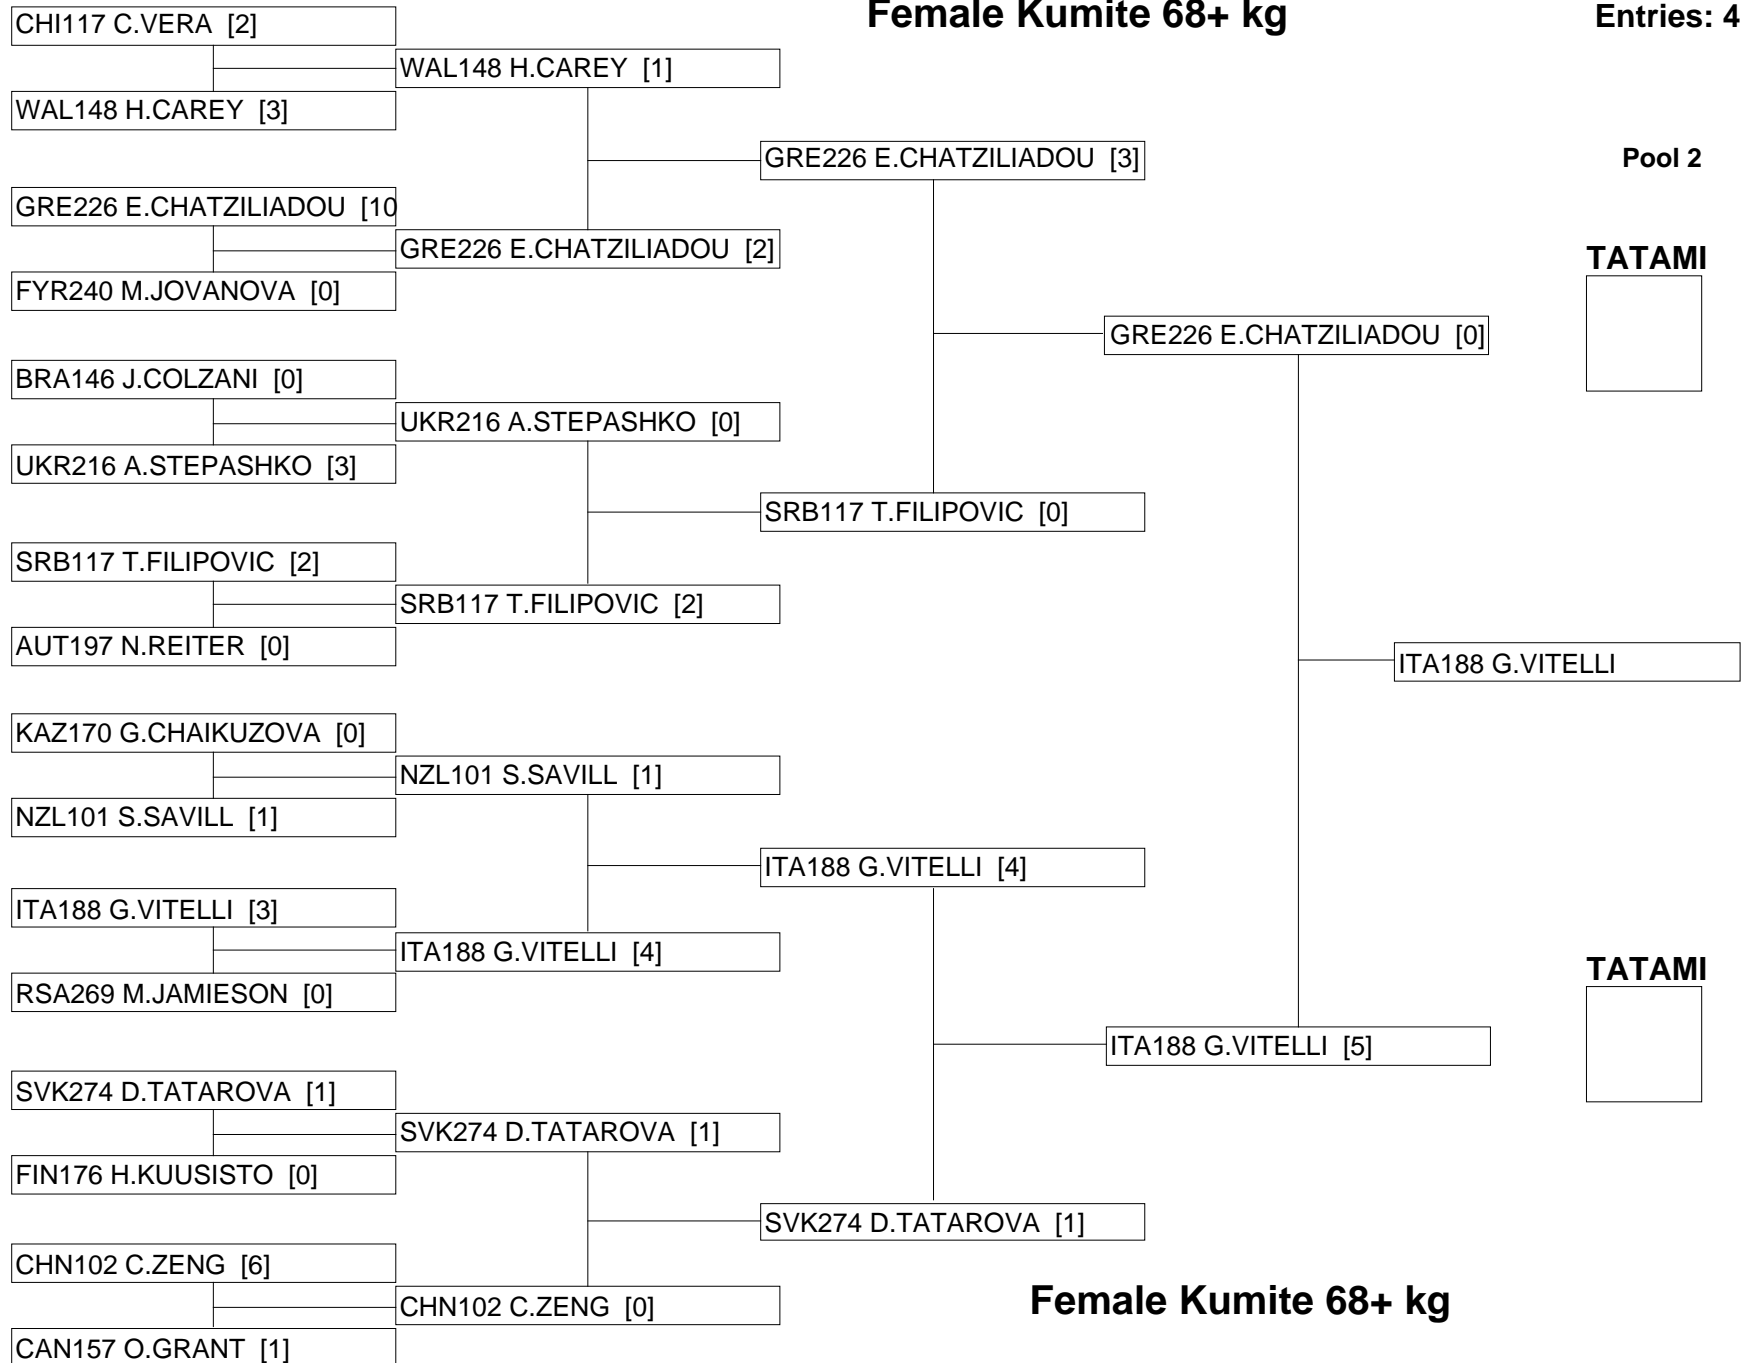 Female Kumite 68+ kg
Entries: 4
CHI117 C.VERA [2]
WAL148 H.CAREY [1]
WAL148 H.CAREY [3]
GRE226 E.CHATZILIADOU [3]
Pool 2
GRE226 E.CHATZILIADOU [10
GRE226 E.CHATZILIADOU [2]
TATAMI
FYR240 M.JOVANOVA [0]
GRE226 E.CHATZILIADOU [0]
BRA146 J.COLZANI [0]
UKR216 A.STEPASHKO [0]
UKR216 A.STEPASHKO [3]
SRB117 T.FILIPOVIC [0]
SRB117 T.FILIPOVIC [2]
SRB117 T.FILIPOVIC [2]
AUT197 N.REITER [0]
ITA188 G.VITELLI
KAZ170 G.CHAIKUZOVA [0]
NZL101 S.SAVILL [1]
NZL101 S.SAVILL [1]
ITA188 G.VITELLI [4]
ITA188 G.VITELLI [3]
ITA188 G.VITELLI [4]
TATAMI
RSA269 M.JAMIESON [0]
ITA188 G.VITELLI [5]
SVK274 D.TATAROVA [1]
SVK274 D.TATAROVA [1]
FIN176 H.KUUSISTO [0]
SVK274 D.TATAROVA [1]
CHN102 C.ZENG [6]
CHN102 C.ZENG [0]
Female Kumite 68+ kg
CAN157 O.GRANT [1]